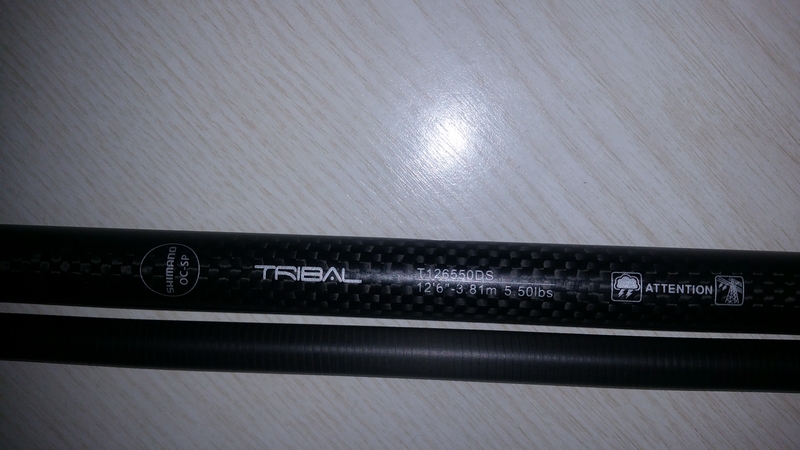 SHIMANO
OC-SP
TRIBAL
T126550DS
12'6"-3.81m 5.50lbs
ATTENTION